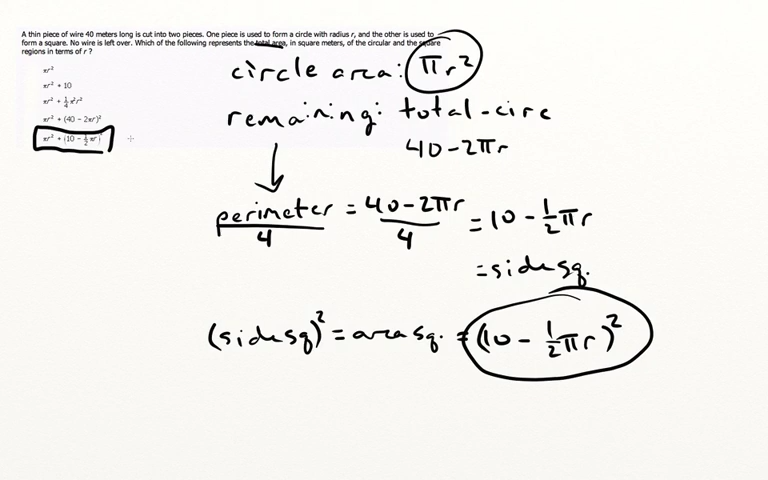 A thin piece of wire 40 meters long is cut into two pieces. One piece is used to form a circle with radius r, and the other is used to
form a square. No wire is left over. Which of the following represents the total area, in square meters, of the circular and the square
regions in terms of r ?
πr²
πr² + 10
πr² + ¼π²r²
πr² + (40 − 2πr)²
πr² + (10 − ½πr)²
circle area: πr²
remaining: total-circ
40-2πr
perimeter/4 = 40-2πr/4 = 10 - ½πr
= side sq.
(side sq)² = area sq. = (10 - ½πr)²